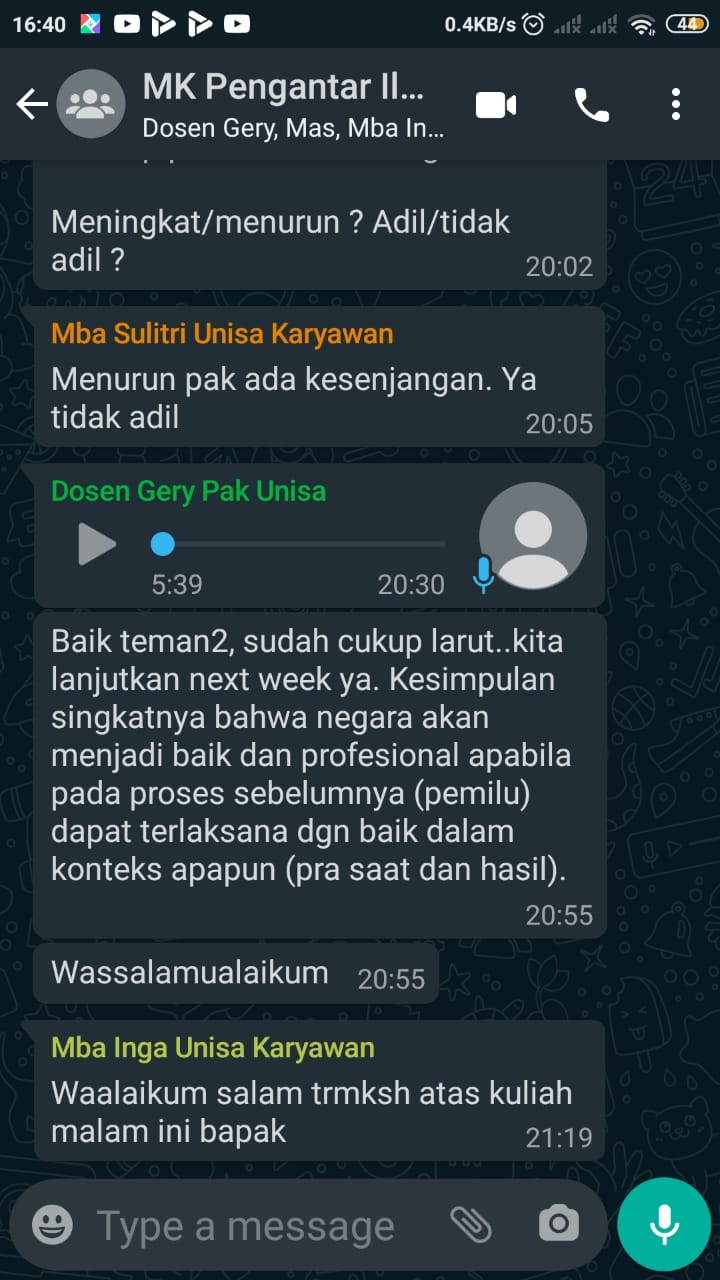 16:40
0.4KB/s
44
MK Pengantar Il...
Dosen Gery, Mas, Mba In...
Meningkat/menurun ? Adil/tidak
adil ?
20:02
Mba Sulitri Unisa Karyawan
Menurun pak ada kesenjangan. Ya
tidak adil
20:05
Dosen Gery Pak Unisa
5:39
20:30
Baik teman2, sudah cukup larut..kita
lanjutkan next week ya. Kesimpulan
singkatnya bahwa negara akan
menjadi baik dan profesional apabila
pada proses sebelumnya (pemilu)
dapat terlaksana dgn baik dalam
konteks apapun (pra saat dan hasil).
20:55
Wassalamualaikum
20:55
Mba Inga Unisa Karyawan
Waalaikum salam trmksh atas kuliah
malam ini bapak
21:19
Type a message